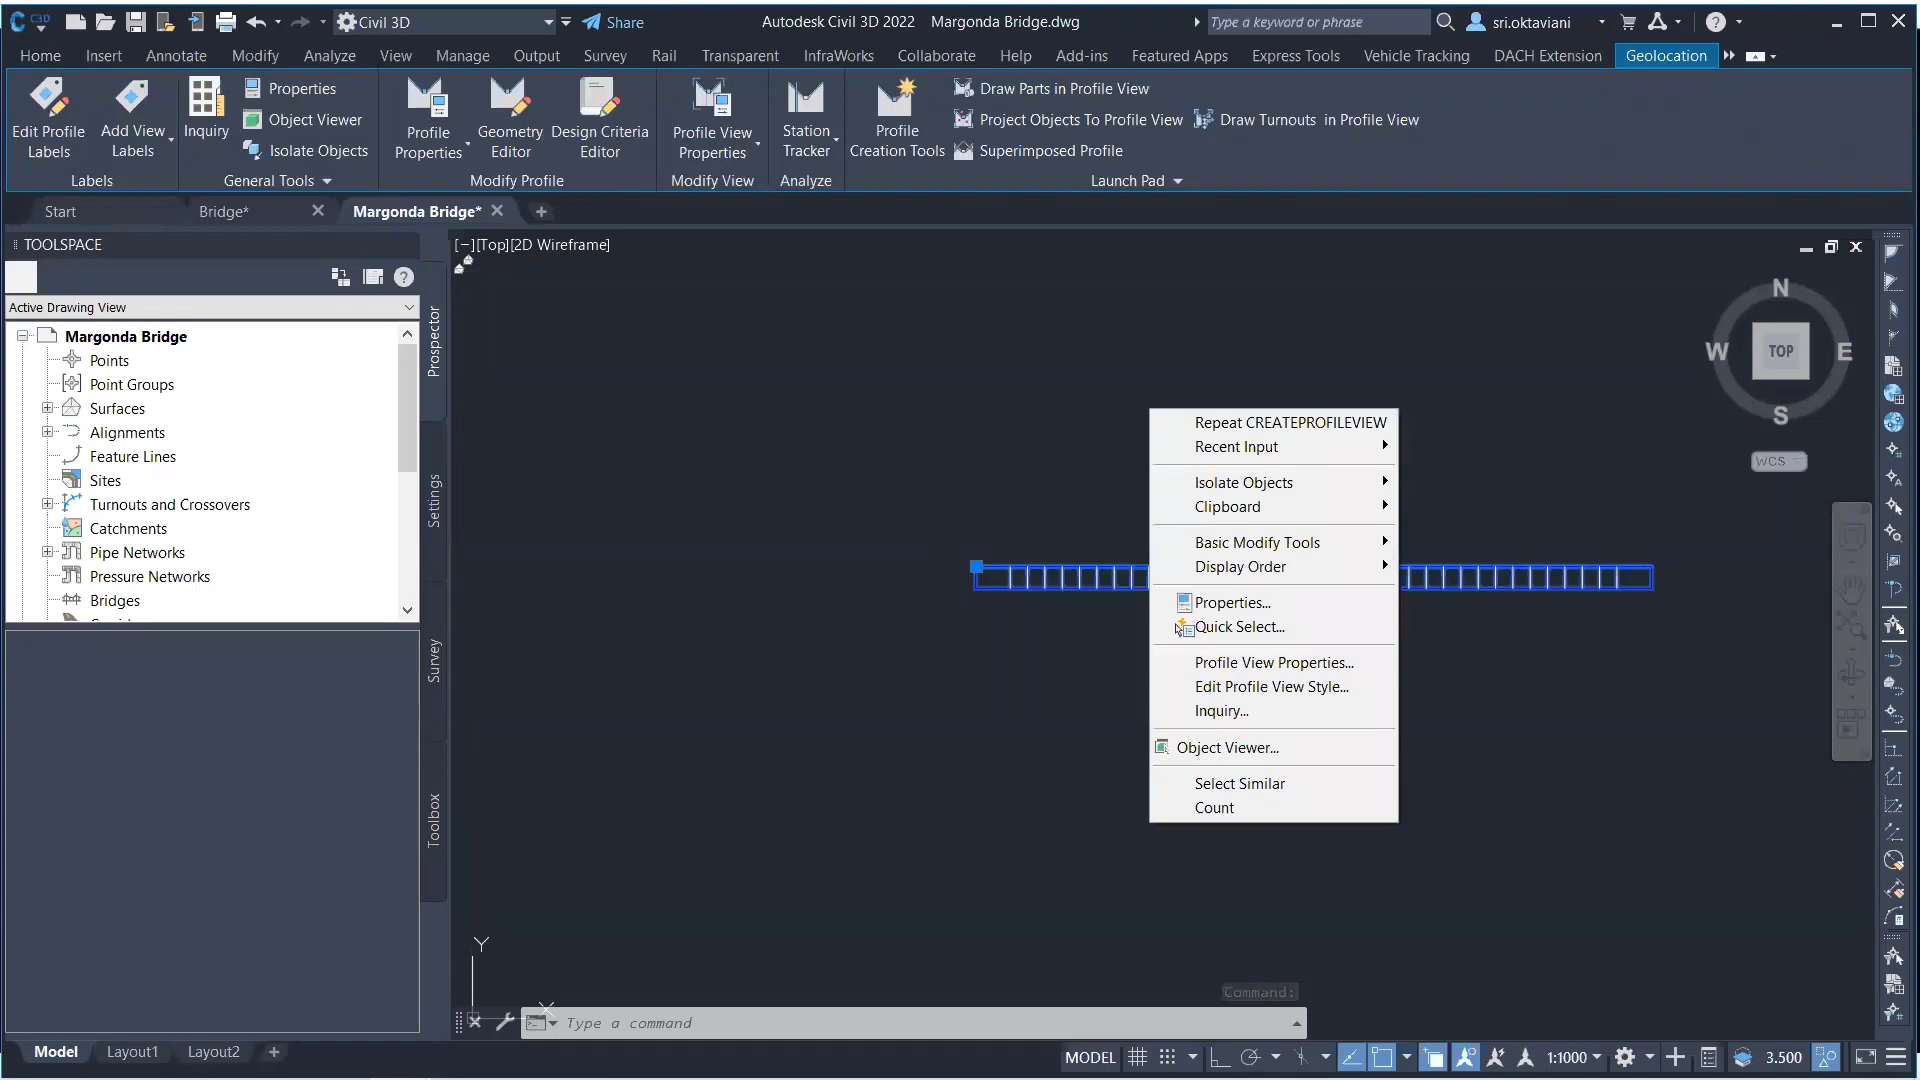 C3D
Civil 3D
Share
Autodesk Civil 3D 2022 Margonda Bridge.dwg
Type a keyword or phrase
sri.oktaviani
Home Insert Annotate Modify Analyze View Manage Output Survey Rail Transparent InfraWorks Collaborate Help Add-ins Featured Apps Express Tools Vehicle Tracking DACH Extension Geolocation
Edit Profile Labels
Add View Labels
Labels
Inquiry
Properties
Object Viewer
Isolate Objects
General Tools
Profile Properties
Geometry Editor
Design Criteria Editor
Modify Profile
Profile View Properties
Modify View
Station Tracker
Analyze
Profile Creation Tools
Draw Parts in Profile View
Project Objects To Profile View
Draw Turnouts in Profile View
Superimposed Profile
Launch Pad
Start
Bridge*
Margonda Bridge*
TOOLSPACE
Active Drawing View
Margonda Bridge
Points
Point Groups
Surfaces
Alignments
Feature Lines
Sites
Turnouts and Crossovers
Catchments
Pipe Networks
Pressure Networks
Bridges
Prospector
Settings
Survey
Toolbox
[−][Top][2D Wireframe]
N
W
TOP
E
S
WCS
Repeat CREATEPROFILEVIEW
Recent Input
Isolate Objects
Clipboard
Basic Modify Tools
Display Order
Properties...
Quick Select...
Profile View Properties...
Edit Profile View Style...
Inquiry...
Object Viewer...
Select Similar
Count
Y
X
Command:
Type a command
Model Layout1 Layout2
MODEL
1:1000
3.500